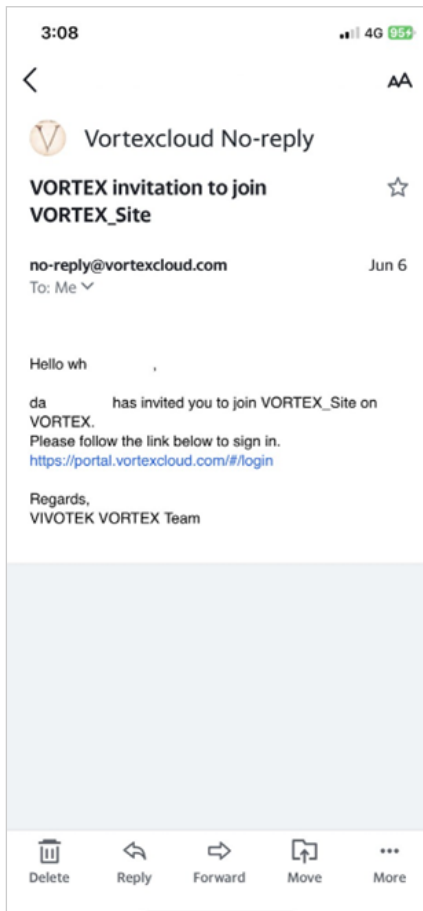 3:08 4G 95
AA
V Vortexcloud No-reply
VORTEX invitation to join
VORTEX_Site
no-reply@vortexcloud.com Jun 6
To: Me
Hello wh ,
da has invited you to join VORTEX_Site on
VORTEX.
Please follow the link below to sign in.
https://portal.vortexcloud.com/#/login
Regards,
VIVOTEK VORTEX Team
Delete Reply Forward Move More